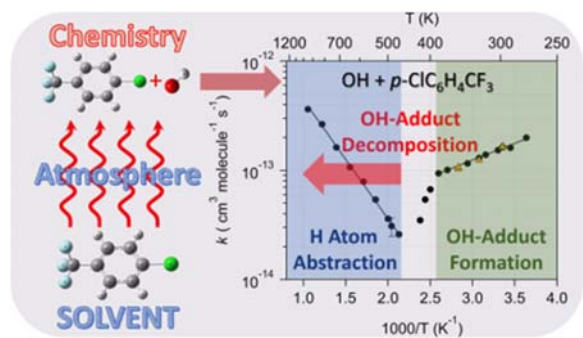 Chemistry
+
Atmosphere
SOLVENT
T (K)
1200 700 500 400 300 250
OH + p-ClC₆H₄CF₃
OH-Adduct
Decomposition
H Atom
Abstraction
OH-Adduct
Formation
k (cm³ molecule⁻¹ s⁻¹)
10⁻¹²
10⁻¹³
10⁻¹⁴
1.0 1.5 2.0 2.5 3.0 3.5 4.0
1000/T (K⁻¹)